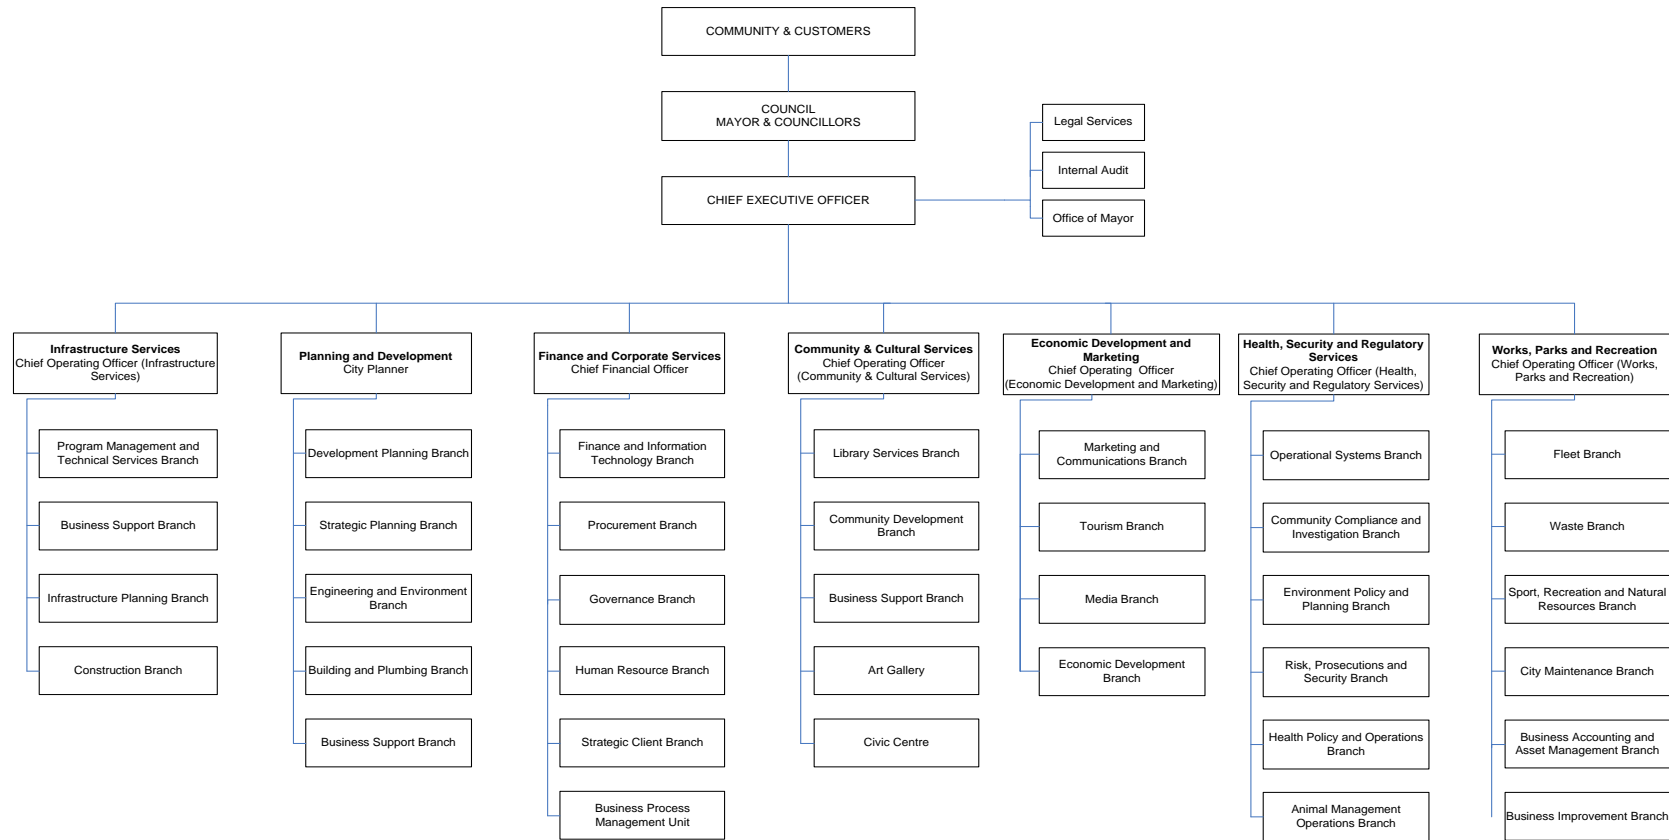 COMMUNITY & CUSTOMERS
COUNCIL
MAYOR & COUNCILLORS
CHIEF EXECUTIVE OFFICER
Legal Services
Internal Audit
Office of Mayor
Infrastructure Services
Chief Operating Officer (Infrastructure
Services)
Program Management and
Technical Services Branch
Business Support Branch
Infrastructure Planning Branch
Construction Branch
Planning and Development
City Planner
Development Planning Branch
Strategic Planning Branch
Engineering and Environment
Branch
Building and Plumbing Branch
Business Support Branch
Finance and Corporate Services
Chief Financial Officer
Finance and Information
Technology Branch
Procurement Branch
Governance Branch
Human Resource Branch
Strategic Client Branch
Business Process
Management Unit
Community & Cultural Services
Chief Operating Officer
(Community & Cultural Services)
Library Services Branch
Community Development
Branch
Business Support Branch
Art Gallery
Civic Centre
Economic Development and
Marketing
Chief Operating Officer
(Economic Development and Marketing)
Marketing and
Communications Branch
Tourism Branch
Media Branch
Economic Development
Branch
Health, Security and Regulatory
Services
Chief Operating Officer (Health,
Security and Regulatory Services)
Operational Systems Branch
Community Compliance and
Investigation Branch
Environment Policy and
Planning Branch
Risk, Prosecutions and
Security Branch
Health Policy and Operations
Branch
Animal Management
Operations Branch
Works, Parks and Recreation
Chief Operating Officer (Works,
Parks and Recreation)
Fleet Branch
Waste Branch
Sport, Recreation and Natural
Resources Branch
City Maintenance Branch
Business Accounting and
Asset Management Branch
Business Improvement Branch